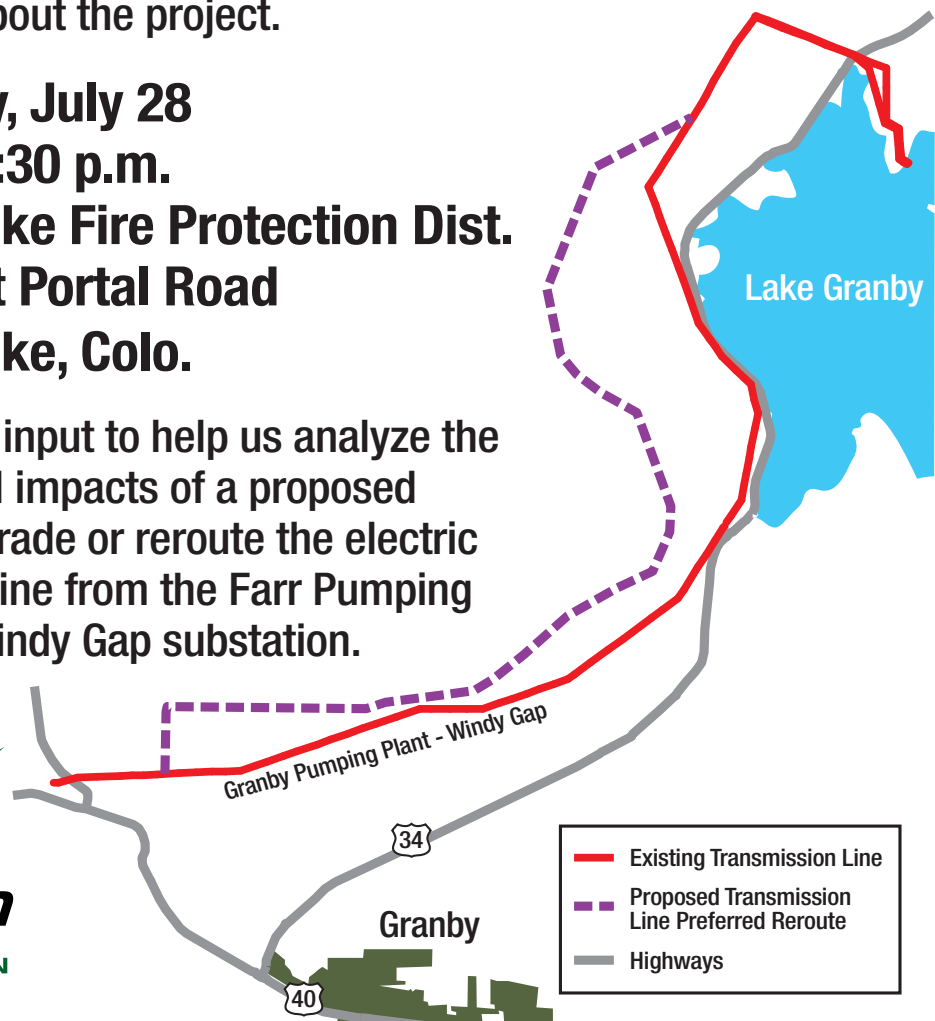 bout the project.
y, July 28
:30 p.m.
ke Fire Protection Dist.
t Portal Road
ke, Colo.
input to help us analyze the
l impacts of a proposed
rade or reroute the electric
ine from the Farr Pumping
indy Gap substation.
Lake Granby
Granby Pumping Plant - Windy Gap
34
Existing Transmission Line
Proposed Transmission
Line Preferred Reroute
Highways
Granby
40
n
N